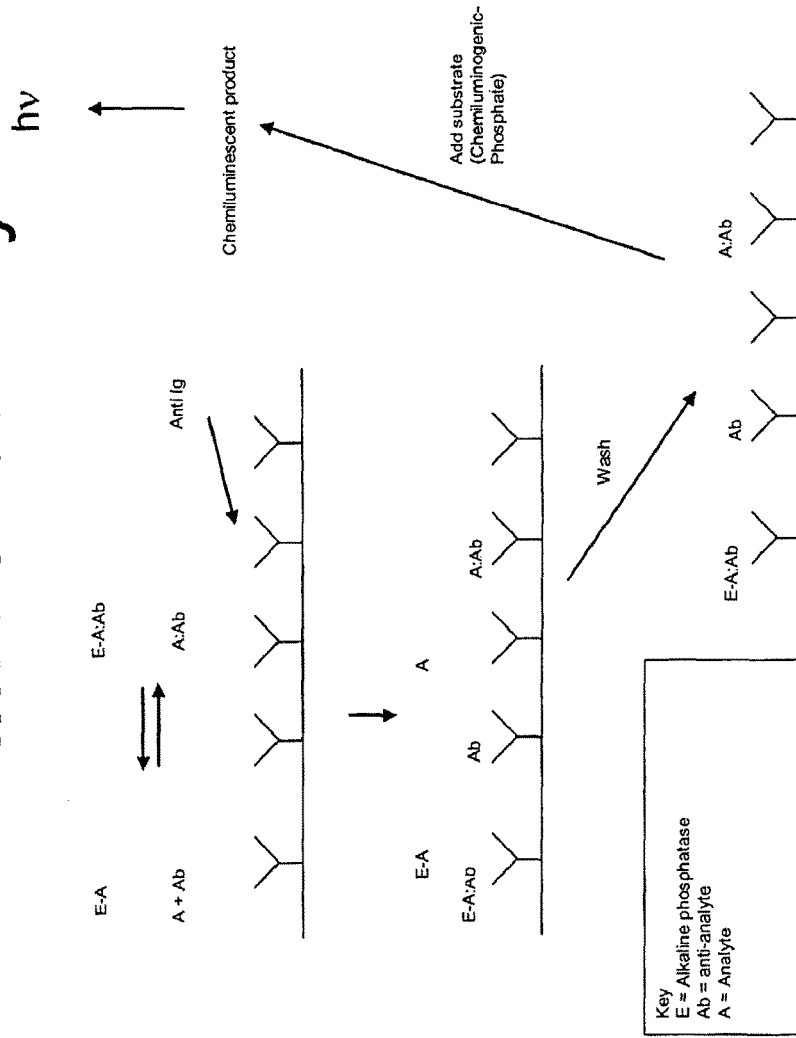 hν
Chemiluminescent product
Add substrate
(Chemiluminogenic-
Phosphate)
E-A
E-A:Ab
A + Ab
A:Ab
Anti Ig
E-A
A
E-A:Ab
Ab
A:Ab
Wash
E-A:Ab
Ab
A:Ab
Key
E = Alkaline phosphatase
Ab = anti-analyte
A = Analyte